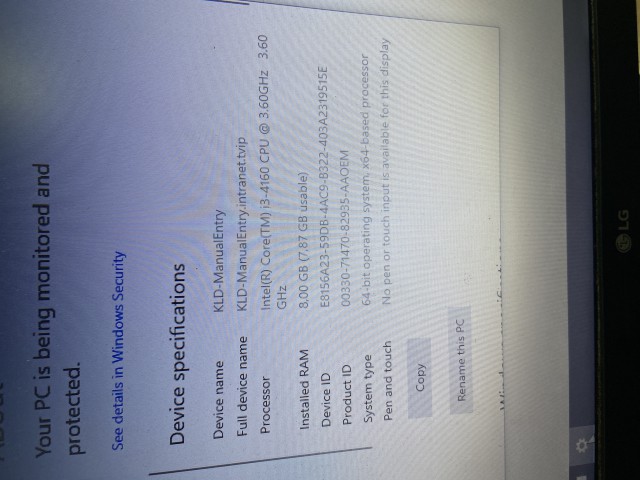 About
Your PC is being monitored and
protected.
See details in Windows Security
Device specifications
Device name KLD-ManualEntry
Full device name KLD-ManualEntry.intranet.tvip
Processor Intel(R) Core(TM) i3-4160 CPU @ 3.60GHz 3.60
GHz
Installed RAM 8.00 GB (7.87 GB usable)
Device ID E8156A23-59DB-4AC9-B322-403A2319515E
Product ID 00330-71470-82935-AAOEM
System type 64-bit operating system, x64-based processor
Pen and touch No pen or touch input is available for this display
Copy
Rename this PC
LG